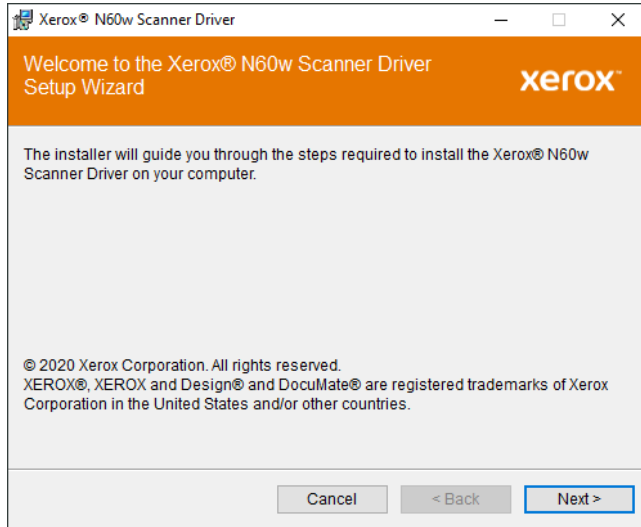 Xerox® N60w Scanner Driver
Welcome to the Xerox® N60w Scanner Driver
Setup Wizard
xerox™
The installer will guide you through the steps required to install the Xerox® N60w
Scanner Driver on your computer.
© 2020 Xerox Corporation. All rights reserved.
XEROX®, XEROX and Design® and DocuMate® are registered trademarks of Xerox
Corporation in the United States and/or other countries.
Cancel
< Back
Next >